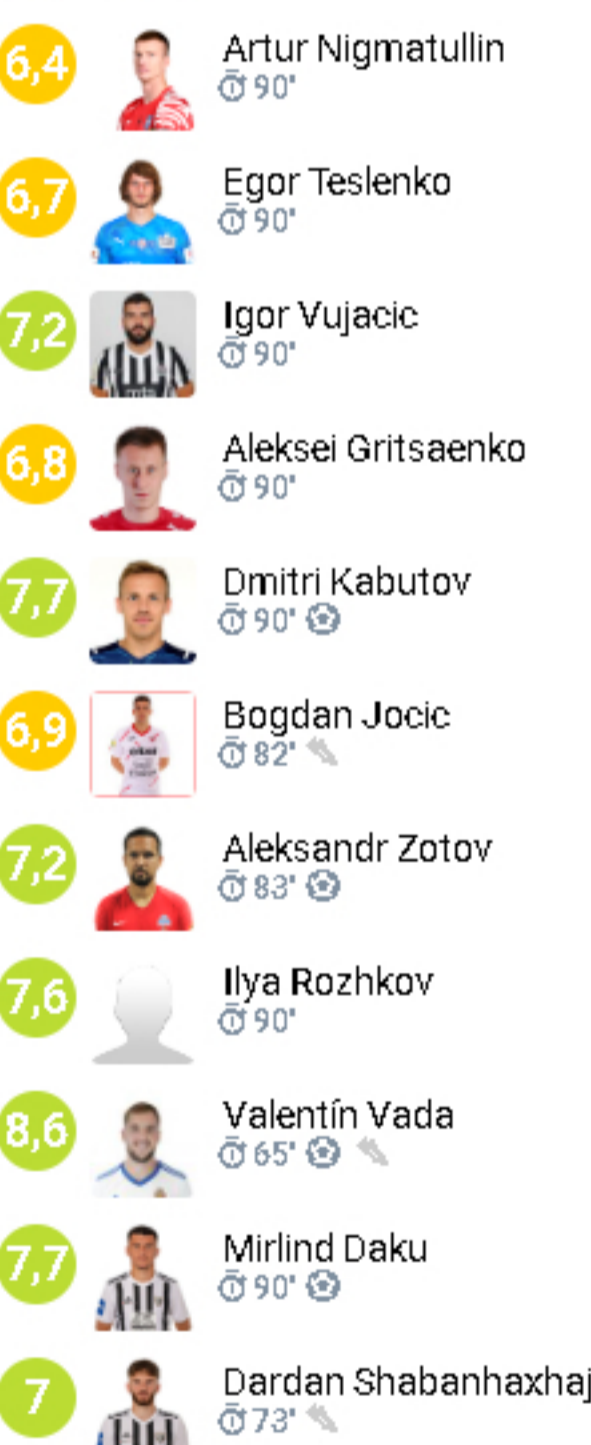 6,4
Artur Nigmatullin
90'
6,7
Egor Teslenko
90'
7,2
Igor Vujacic
90'
6,8
Aleksei Gritsaenko
90'
7,7
Dmitri Kabutov
90'
6,9
Bogdan Jocic
82'
7,2
Aleksandr Zotov
83'
7,6
Ilya Rozhkov
90'
8,6
Valentín Vada
65'
7,7
Mirlind Daku
90'
7
Dardan Shabanhaxhaj
73'